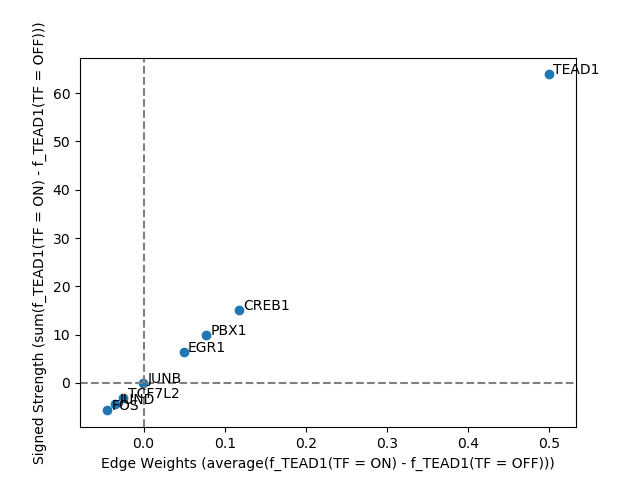 Signed Strength (sum(f_TEAD1(TF = ON) - f_TEAD1(TF = OFF)))
60
50
40
30
20
10
0
TEAD1
CREB1
PBX1
EGR1
JUNB
TCF7L2
JUND
FOS
0.0 0.1 0.2 0.3 0.4 0.5
Edge Weights (average(f_TEAD1(TF = ON) - f_TEAD1(TF = OFF)))